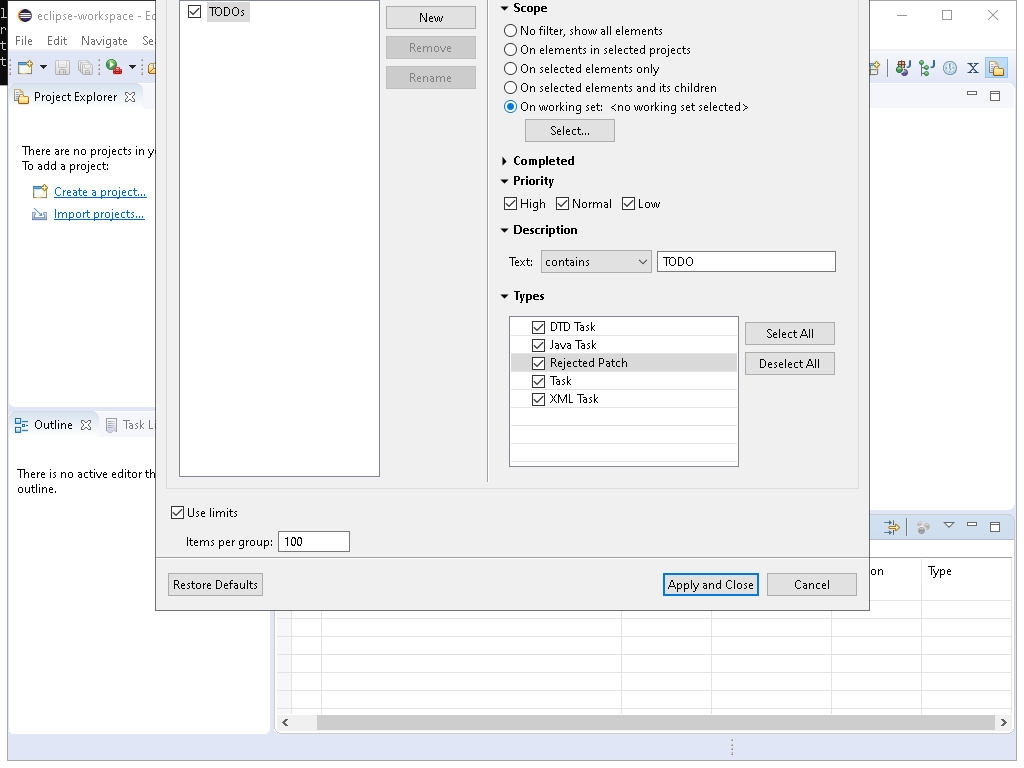 eclipse-workspace - Ec
File Edit Navigate Se
Project Explorer
There are no projects in y
To add a project:
Create a project...
Import projects...
Outline
Task Li
There is no active editor th
outline.
TODOs
New
Remove
Rename
Scope
No filter, show all elements
On elements in selected projects
On selected elements only
On selected elements and its children
On working set: <no working set selected>
Select...
Completed
Priority
High Normal Low
Description
Text: contains TODO
Types
DTD Task
Java Task
Rejected Patch
Task
XML Task
Select All
Deselect All
Use limits
Items per group: 100
Restore Defaults
Apply and Close
Cancel
on
Type